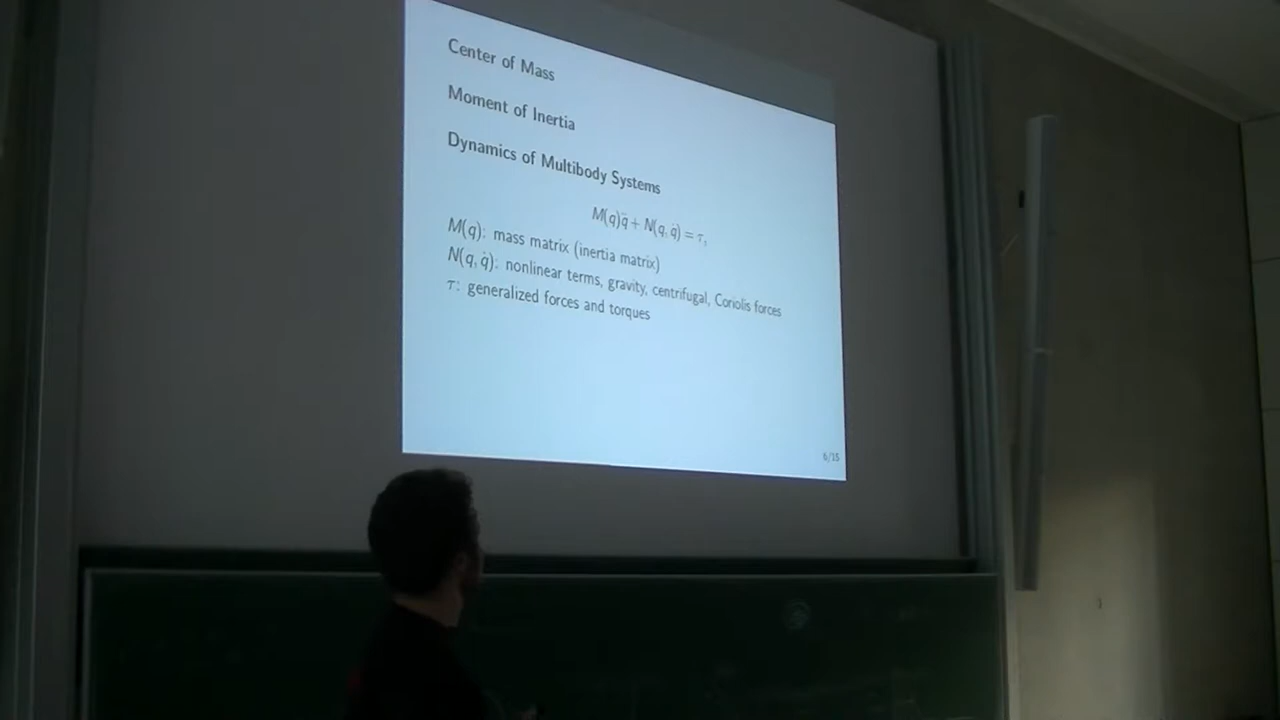 Center of Mass
Moment of Inertia
Dynamics of Multibody Systems
M(q)q̈ + N(q, q̇) = τ,
M(q): mass matrix (inertia matrix)
N(q, q̇): nonlinear terms, gravity, centrifugal, Coriolis forces
τ: generalized forces and torques
6/15